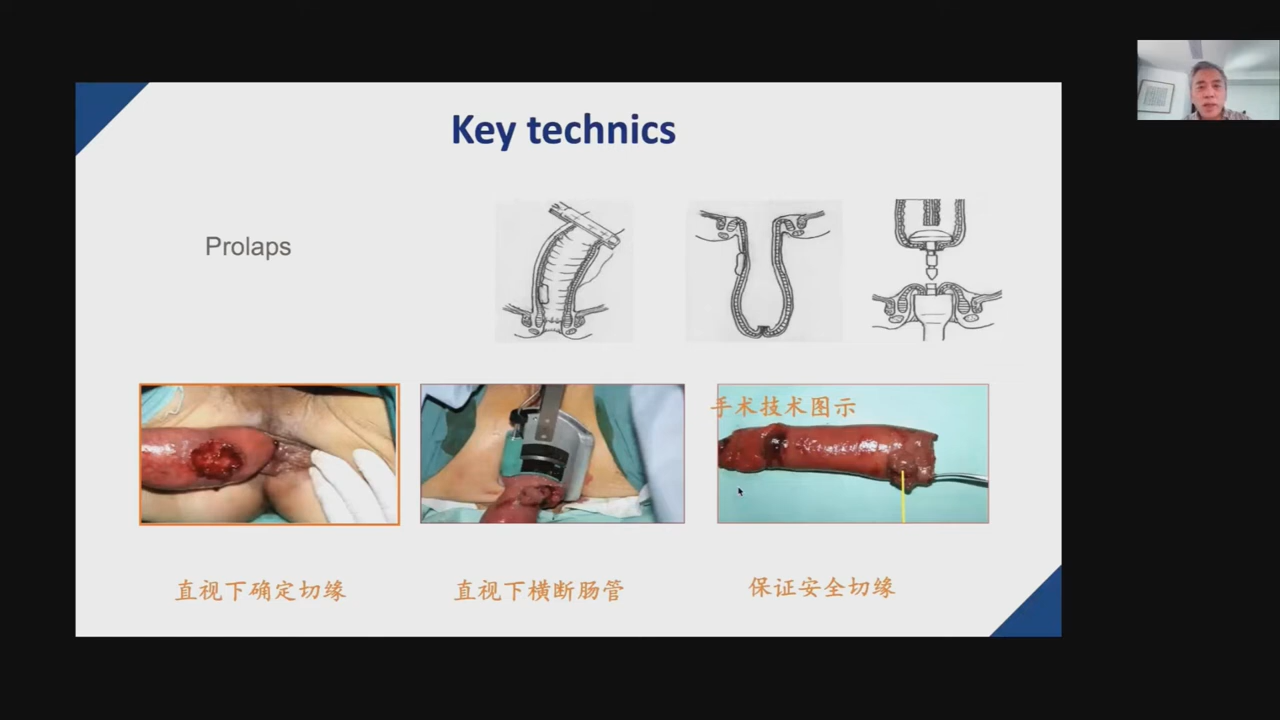 Key technics
Prolaps
手术技术图示
直视下确定切缘
直视下横断肠管
保证安全切缘